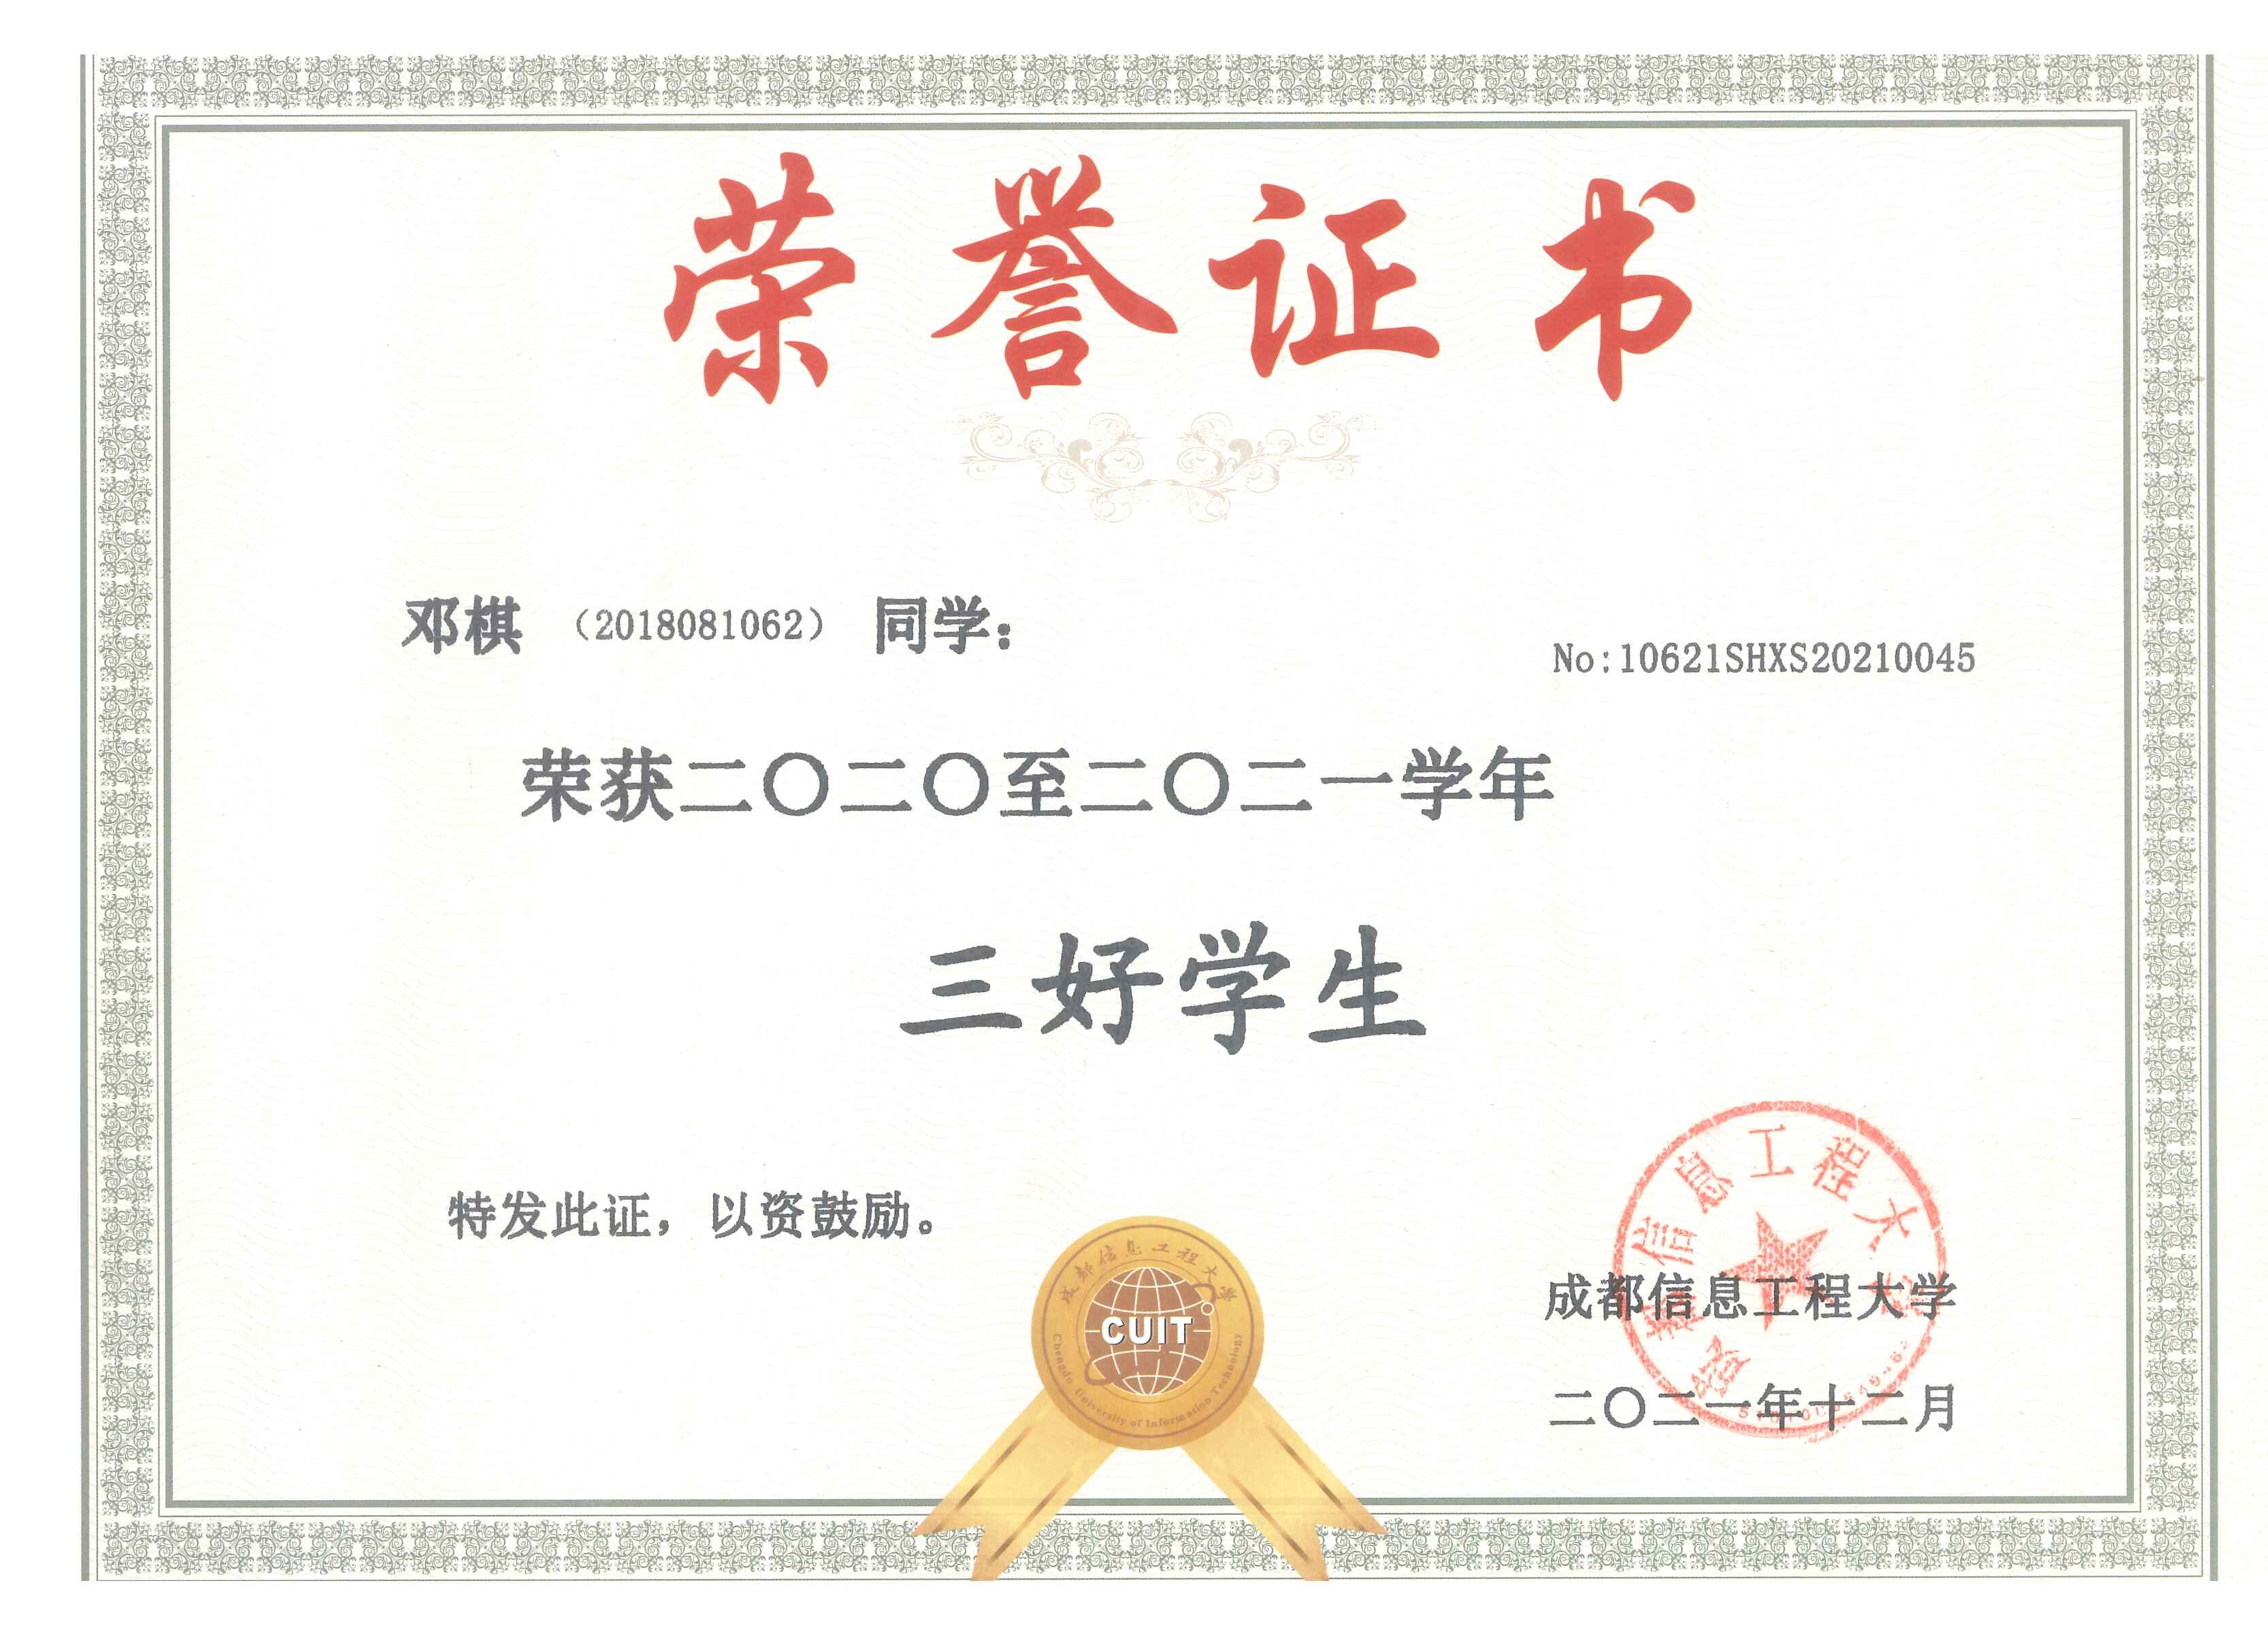 荣誉证书
邓棋 （2018081062） 同学：
No:10621SHXS20210045
荣获二〇二〇至二〇二一学年
三好学生
特发此证，以资鼓励。
成都信息工程大学
CUIT
Chengdu University of Information Technology
成都信息工程大学
成都信息工程大学
二〇二一年十二月